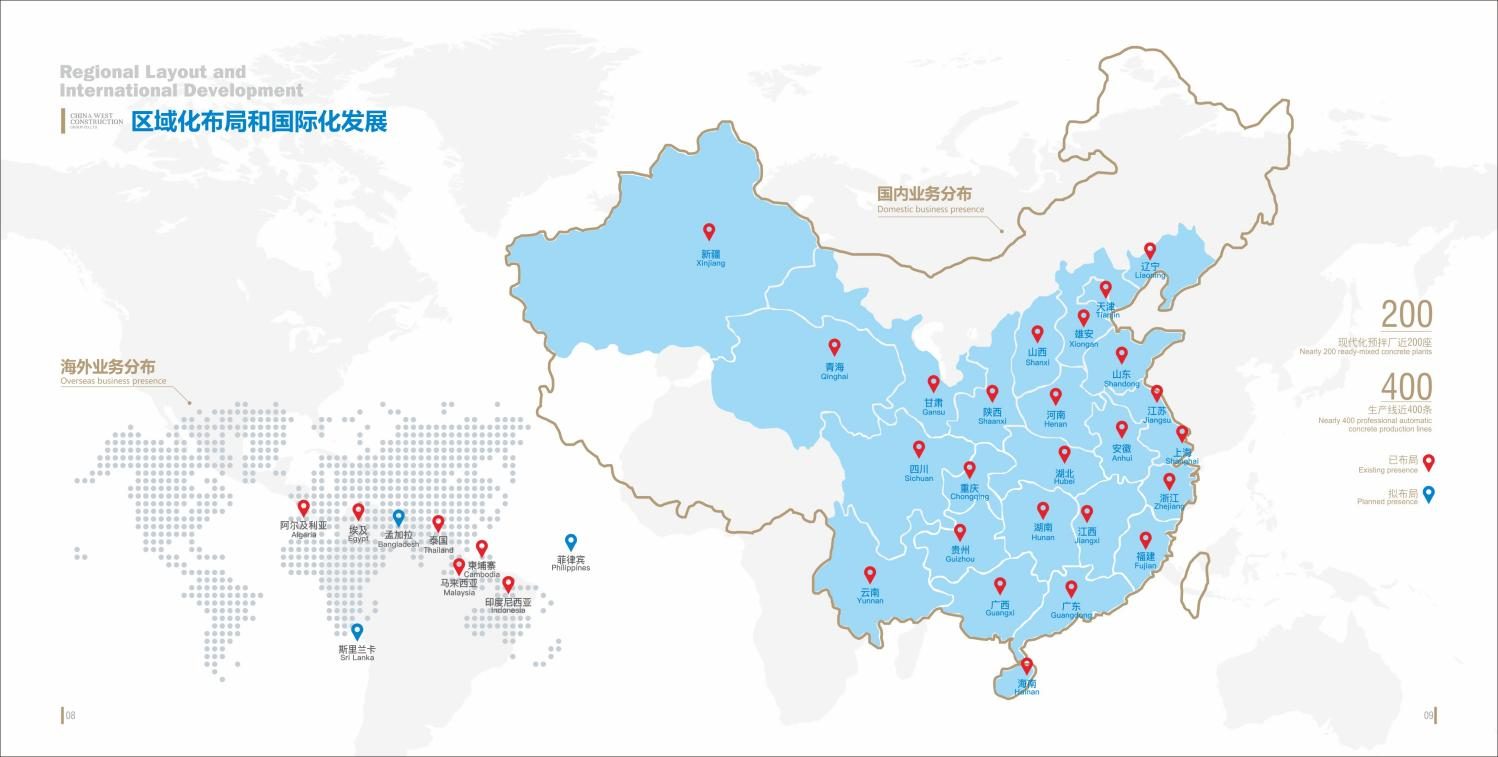 Regional Layout and
International Development
CHINA WEST
CONSTRUCTION
GROUP CO.,LTD.
区域化布局和国际化发展
国内业务分布
Domestic business presence
新疆
Xinjiang
辽宁
Liaoning
天津
Tianjin
雄安
Xiongan
山西
Shanxi
青海
Qinghai
山东
Shandong
甘肃
Gansu
陕西
Shaanxi
河南
Henan
江苏
Jiangsu
安徽
Anhui
上海
Shanghai
四川
Sichuan
重庆
Chongqing
湖北
Hubei
浙江
Zhejiang
湖南
Hunan
江西
Jiangxi
贵州
Guizhou
福建
Fujian
云南
Yunnan
广西
Guangxi
广东
Guangdong
海南
Hainan
200
现代化预拌厂近200座
Nearly 200 ready-mixed concrete plants
400
生产线近400条
Nearly 400 professional automatic
concrete production lines
已布局
Existing presence
拟布局
Planned presence
海外业务分布
Overseas business presence
阿尔及利亚
Algeria
埃及
Egypt
孟加拉
Bangladesh
泰国
Thailand
柬埔寨
Cambodia
马来西亚
Malaysia
印度尼西亚
Indonesia
菲律宾
Philippines
斯里兰卡
Sri Lanka
08
09